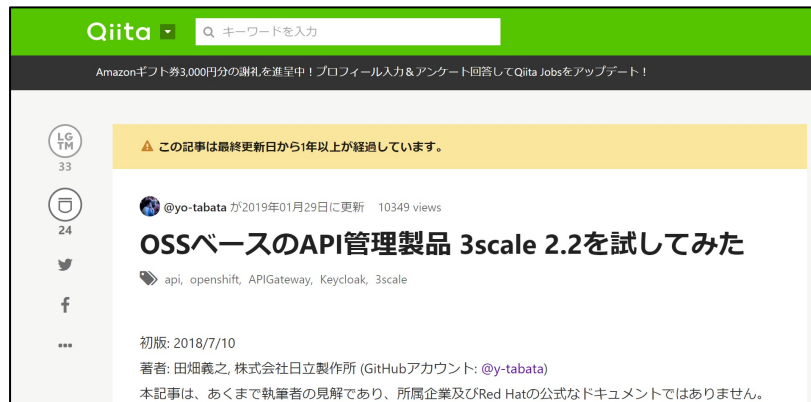 Qiita
キーワードを入力
Amazonギフト券3,000円分の謝礼を進呈中！プロフィール入力＆アンケート回答してQiita Jobsをアップデート！
LGTM
33
この記事は最終更新日から1年以上が経過しています。
24
@yo-tabata が2019年01月29日に更新 10349 views
OSSベースのAPI管理製品 3scale 2.2を試してみた
api, openshift, APIGateway, Keycloak, 3scale
初版: 2018/7/10
著者: 田畑義之, 株式会社日立製作所 (GitHubアカウント: @y-tabata)
本記事は、あくまで執筆者の見解であり、所属企業及びRed Hatの公式なドキュメントではありません。